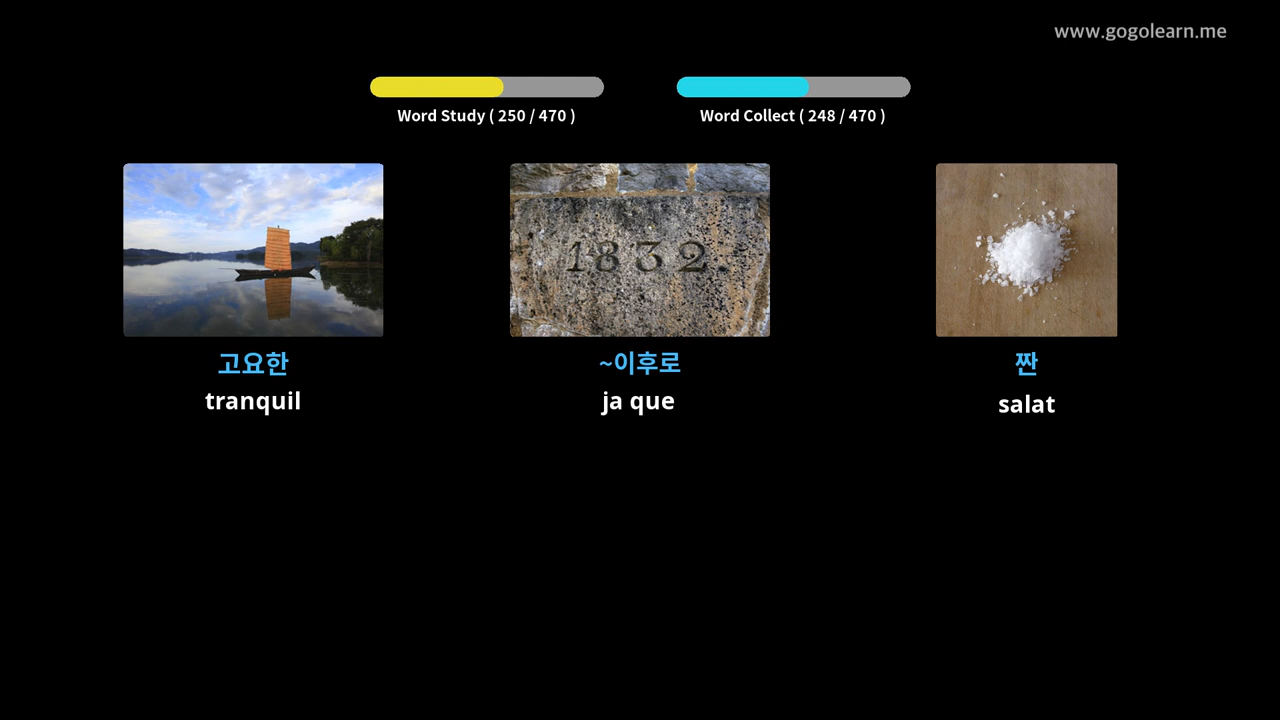 www.gogolearn.me
Word Study ( 250 / 470 )
Word Collect ( 248 / 470 )
1832.
고요한
~이후로
짠
tranquil
ja que
salat